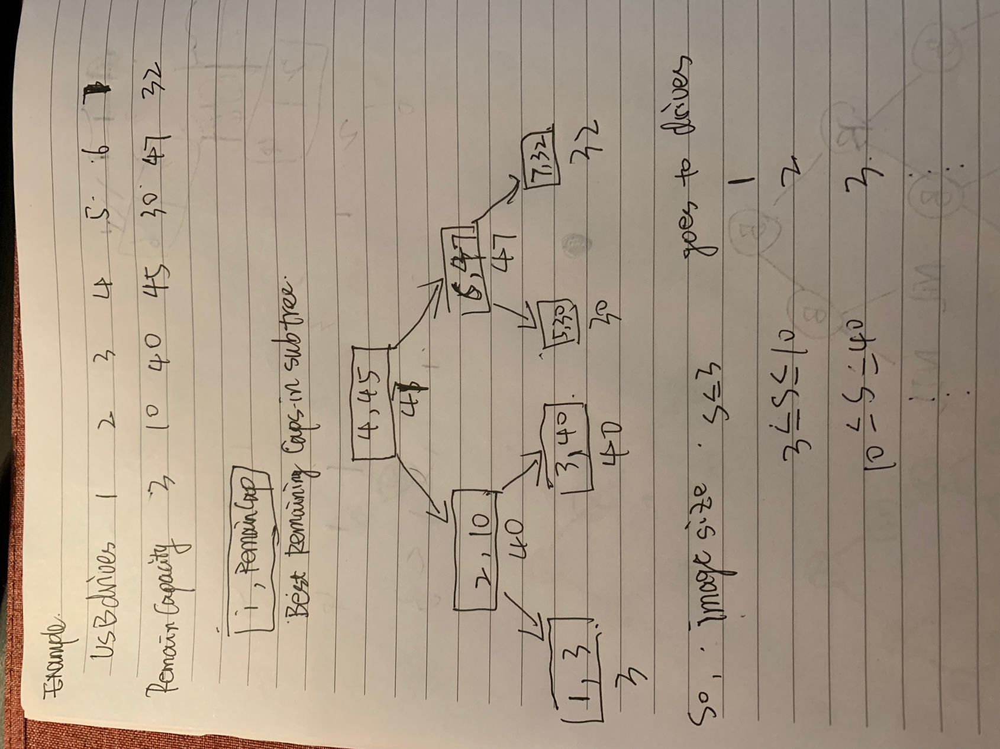 Example.
USBdrives 1 2 3 4 5 6 7
Remain Capacity 3 10 40 45 30 47 32
i, RemainCap
Best Remaining Caps in subtree.
4, 45
47
2, 10
6, 47
40
47
1, 3
3, 40
5,30
7,32
3
40
30
32
So, image size goes to drives
s≤3 1
3≤s≤10 2
10≤s≤40 3
⋮ ⋮